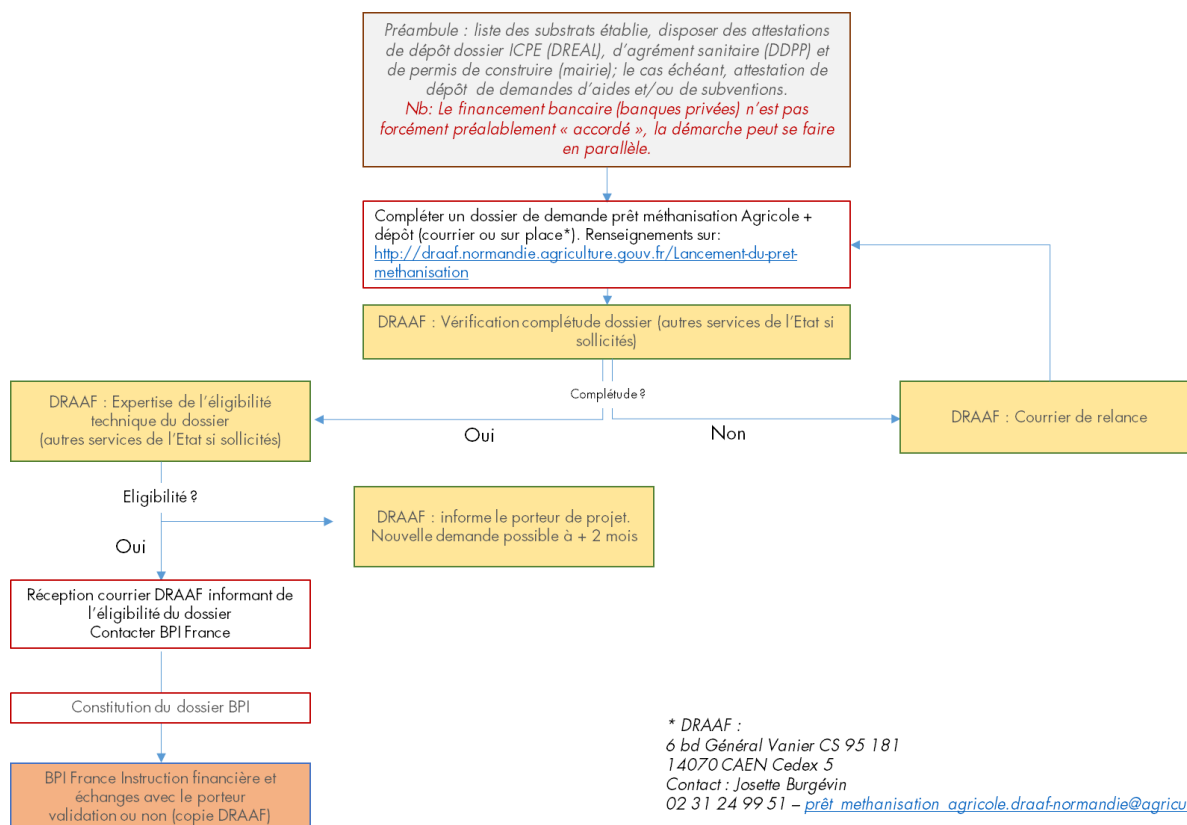 Préambule : liste des substrats établie, disposer des attestations
de dépôt dossier ICPE (DREAL), d'agrément sanitaire (DDPP) et
de permis de construire (mairie); le cas échéant, attestation de
dépôt de demandes d'aides et/ou de subventions.
Nb: Le financement bancaire (banques privées) n'est pas
forcément préalablement « accordé », la démarche peut se faire
en parallèle.
Compléter un dossier de demande prêt méthanisation Agricole +
dépôt (courrier ou sur place*). Renseignements sur:
http://draaf.normandie.agriculture.gouv.fr/Lancement-du-pret-
methanisation
DRAAF : Vérification complétude dossier (autres services de l'Etat si
sollicités)
Complétude ?
Oui
Non
DRAAF : Courrier de relance
DRAAF : Expertise de l'éligibilité
technique du dossier
(autres services de l'Etat si sollicités)
Eligibilité ?
DRAAF : informe le porteur de projet.
Nouvelle demande possible à + 2 mois
Oui
Réception courrier DRAAF informant de
l'éligibilité du dossier
Contacter BPI France
Constitution du dossier BPI
BPI France Instruction financière et
échanges avec le porteur
validation ou non (copie DRAAF)
* DRAAF :
6 bd Général Vanier CS 95 181
14070 CAEN Cedex 5
Contact : Josette Burgévin
02 31 24 99 51 – prêt_methanisation_agricole.draaf-normandie@agricu